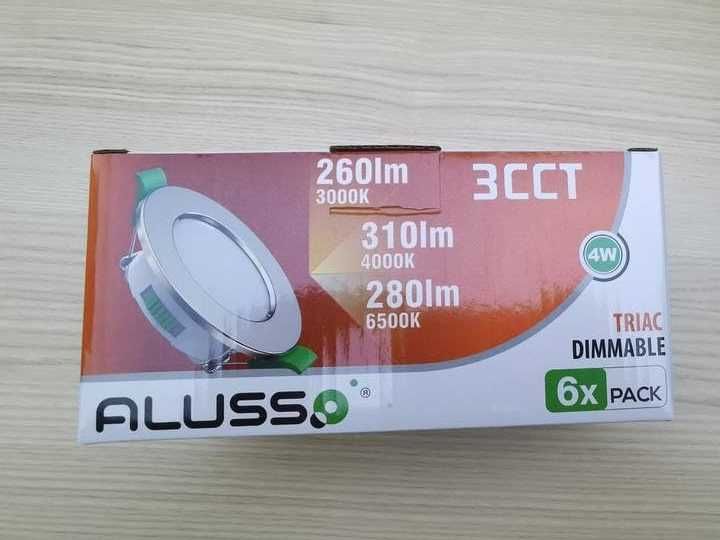 260lm
3000K
310lm
4000K
280lm
6500K
3CCT
4W
TRIAC
DIMMABLE
6x PACK
ALUSSO®